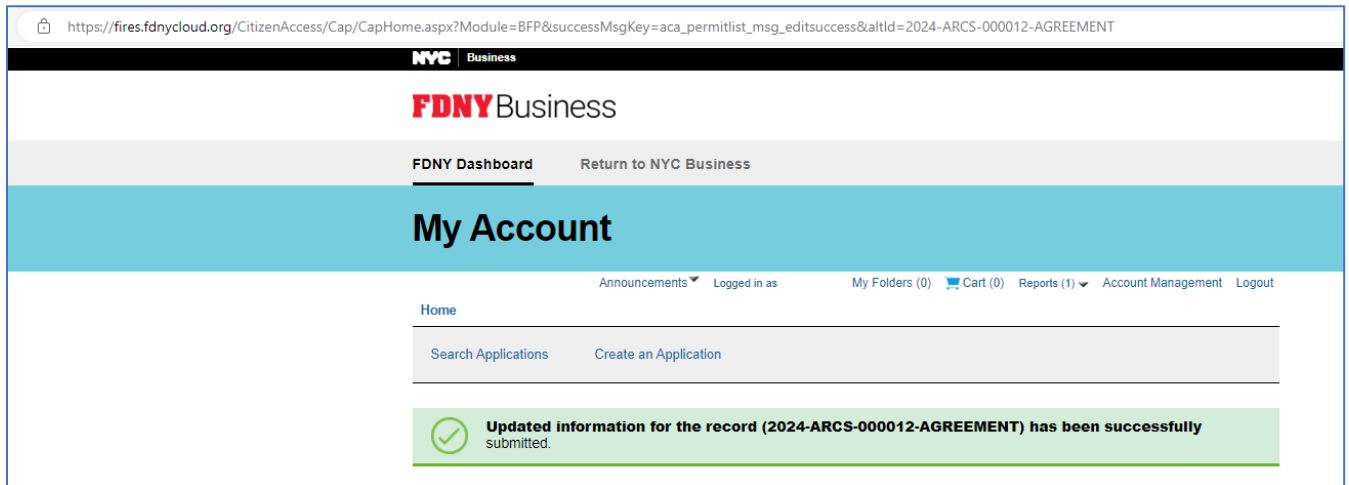 https://fires.fdnycloud.org/CitizenAccess/Cap/CapHome.aspx?Module=BFP&successMsgKey=aca_permitlist_msg_editsuccess&altId=2024-ARCS-000012-AGREEMENT
NYC Business
FDNY Business
FDNY Dashboard Return to NYC Business
My Account
Announcements Logged in as My Folders (0) Cart (0) Reports (1) Account Management Logout
Home
Search Applications Create an Application
Updated information for the record (2024-ARCS-000012-AGREEMENT) has been successfully
submitted.